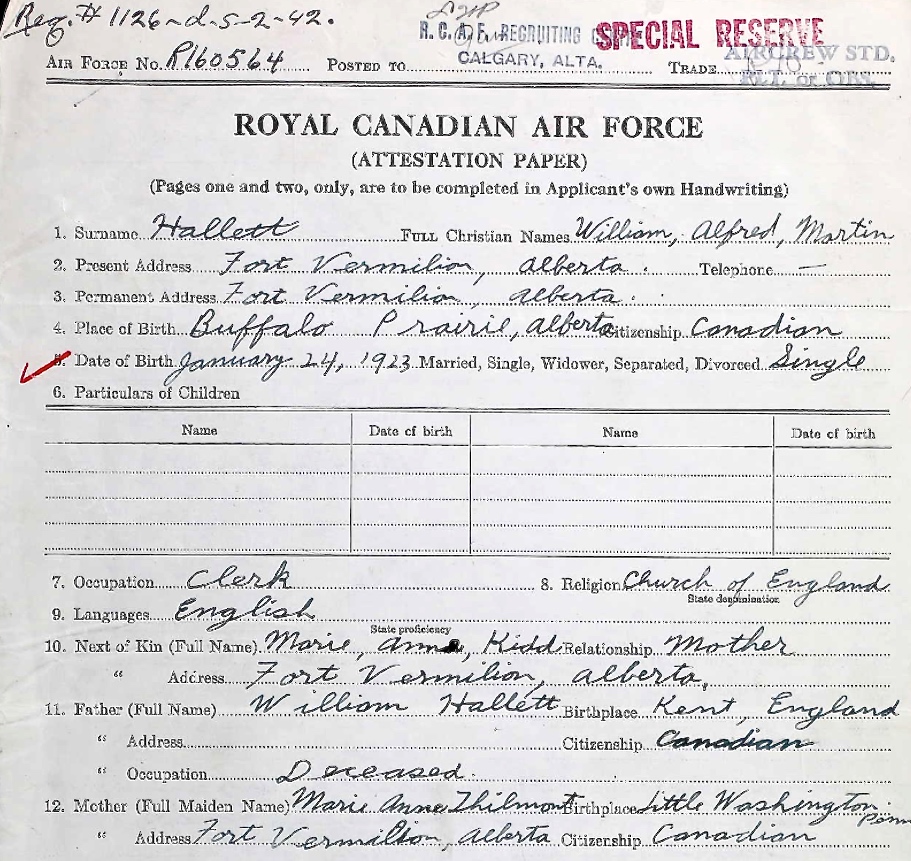 Reg. # 1126-d-5-2-42.
R. C. A. F. RECRUITING SPECIAL RESERVE
AIR FORCE NO. R160564 POSTED TO CALGARY, ALTA. TRADE AIRCREW STD.
OR OBS.
ROYAL CANADIAN AIR FORCE
(ATTESTATION PAPER)
(Pages one and two, only, are to be completed in Applicant's own Handwriting)
1. Surname Hallett FULL Christian Names William, Alfred, Martin
2. Present Address Fort Vermilion, Alberta. Telephone —
3. Permanent Address Fort Vermilion, Alberta.
4. Place of Birth Buffalo Prairie, Alberta Citizenship Canadian
5. Date of Birth January 24, 1923 Married, Single, Widower, Separated, Divorced Single
6. Particulars of Children
Name Date of birth Name Date of birth
7. Occupation Clerk 8. Religion Church of England
State denomination
9. Languages English
State proficiency
10. Next of Kin (Full Name) Marie, Anne, Kidd Relationship Mother
" Address Fort Vermilion, Alberta,
11. Father (Full Name) William Hallett Birthplace Kent, England
" Address Citizenship Canadian
" Occupation Deceased.
12. Mother (Full Maiden Name) Marie Anne Thilmont Birthplace Little Washington Penn
" Address Fort Vermilion, Alberta Citizenship Canadian